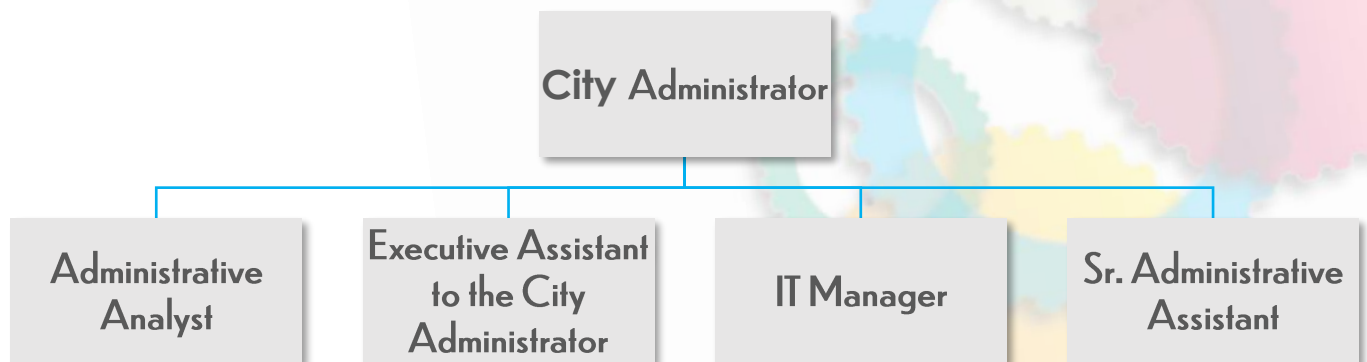 City Administrator
Administrative
Analyst
Executive Assistant
to the City
Administrator
IT Manager
Sr. Administrative
Assistant